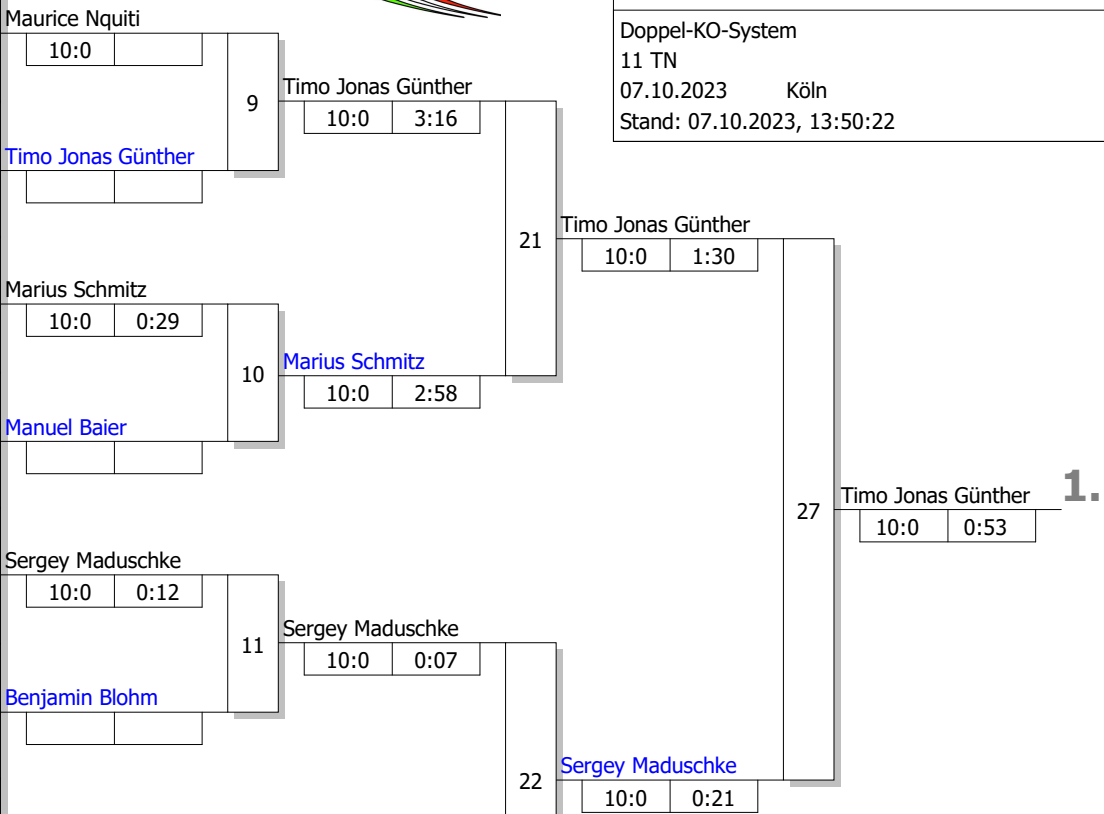 Doppel-KO-System
11 TN
07.10.2023 Köln
Stand: 07.10.2023, 13:50:22
Maurice Nquiti
10:0
9
Timo Jonas Günther
Timo Jonas Günther
10:0 3:16
21
Marius Schmitz
10:0 0:29
10
Manuel Baier
Marius Schmitz
10:0 2:58
Timo Jonas Günther
10:0 1:30
27
Timo Jonas Günther 1.
10:0 0:53
Sergey Maduschke
10:0 0:12
11
Benjamin Blohm
Sergey Maduschke
10:0 0:07
22
Sergey Maduschke
10:0 0:21